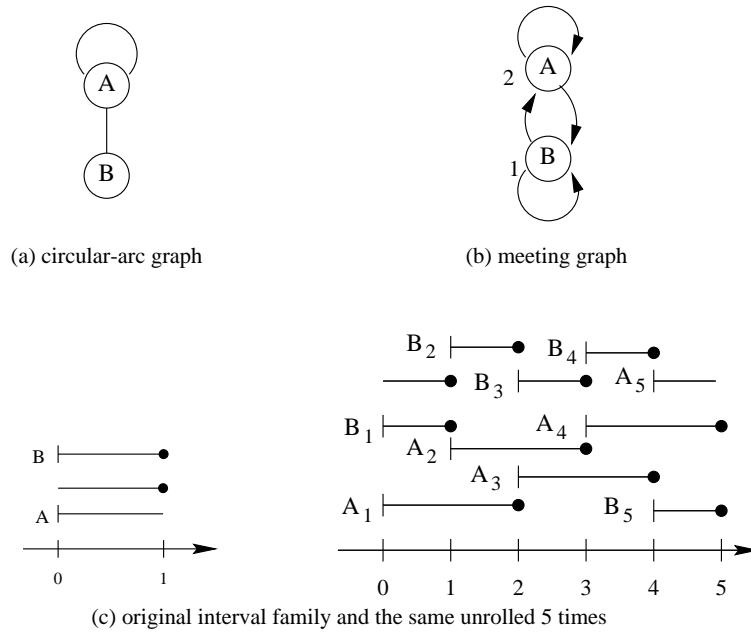 A
B
(a) circular-arc graph
2 A
1 B
(b) meeting graph
B
A
0 1
B2 B4
B3 A5
B1 A4
A2
A3
A1 B5
0 1 2 3 4 5
(c) original interval family and the same unrolled 5 times